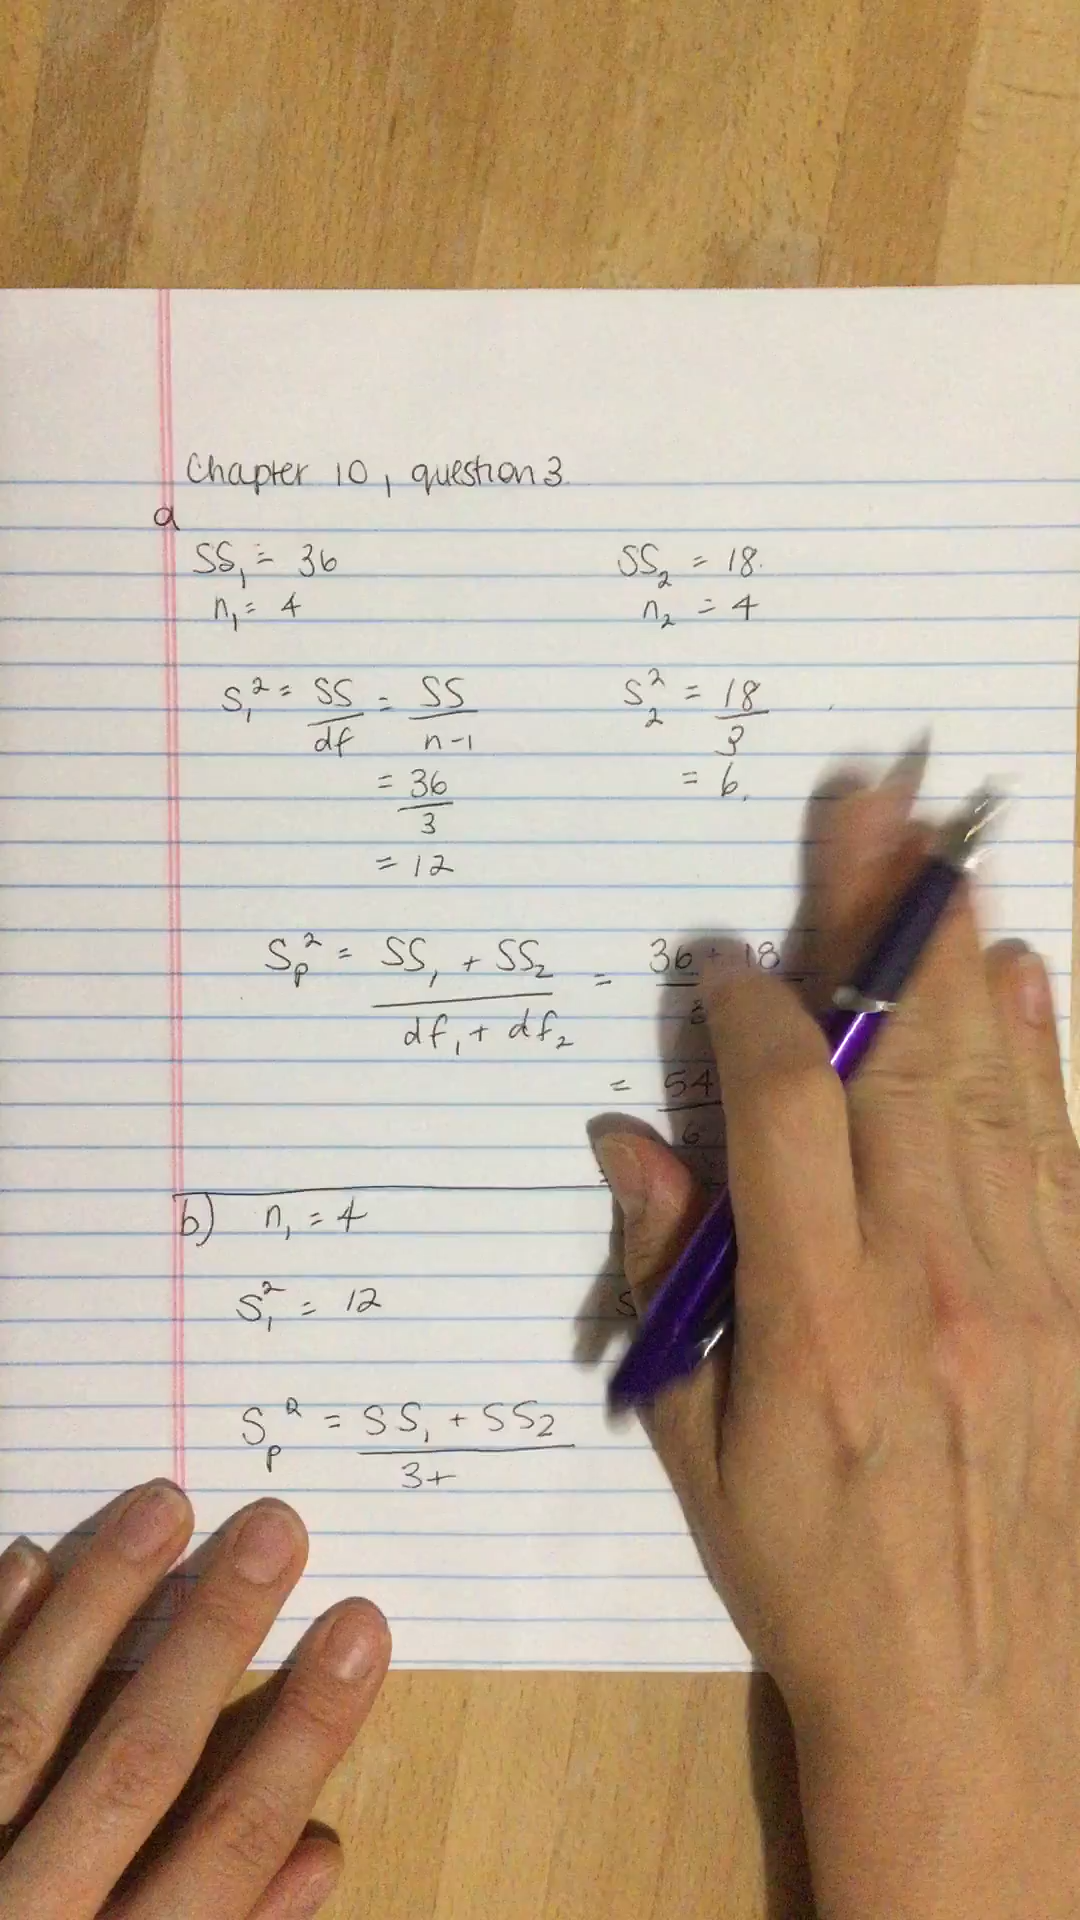 Chapter 10, question 3.
a
SS₁ = 36 SS₂ = 18.
n₁ = 4 n₂ = 4
S₁² = SS/df = SS/n-1 S₂² = 18/3
= 36/3 = 6.
= 12
Sp² = SS₁ + SS₂ / df₁ + df₂ = 36 + 18 / 3
= 54/6
b) n₁ = 4
S₁² = 12 S
Sp² = SS₁ + SS₂ / 3+